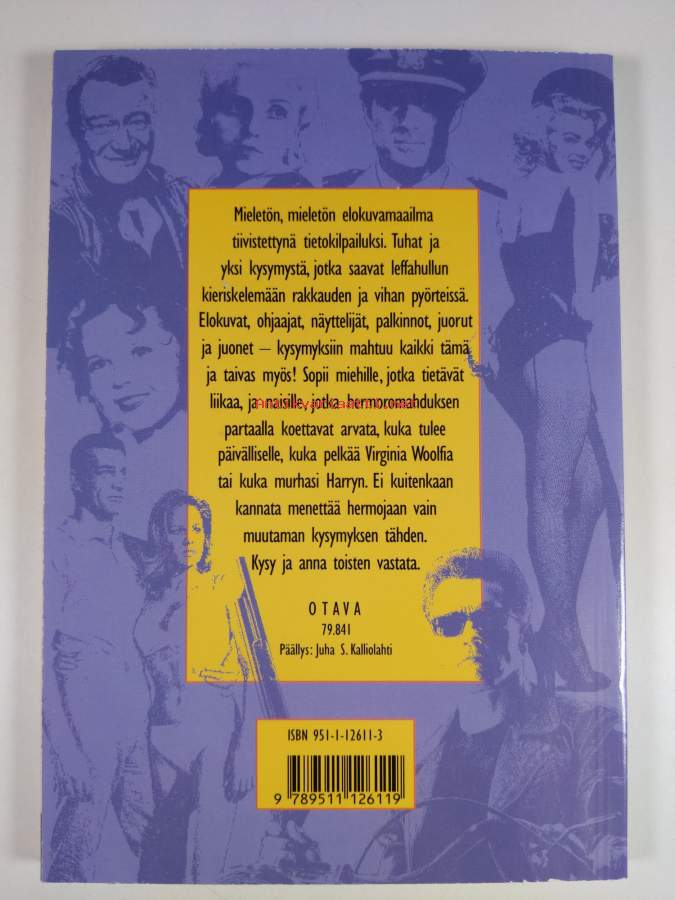 Mieletön, mieletön elokuvamaailma
tiivistettynä tietokilpailuksi. Tuhat ja
yksi kysymystä, jotka saavat leffahullun
kieriskelemään rakkauden ja vihan pyörteissä.
Elokuvat, ohjaajat, näyttelijät, palkinnot, juorut
ja juonet – kysymyksiin mahtuu kaikki tämä
ja taivas myös! Sopii miehille, jotka tietävät
liikaa, ja naisille, jotka hermoromahduksen
partaalla koettavat arvata, kuka tulee
päivälliselle, kuka pelkää Virginia Woolfia
tai kuka murhasi Harryn. Ei kuitenkaan
kannata menettää hermojaan vain
muutaman kysymyksen tähden.
Kysy ja anna toisten vastata.
OTAVA
79.841
Päällys: Juha S. Kalliolahti
ISBN 951-1-12611-3
9 789511 126119